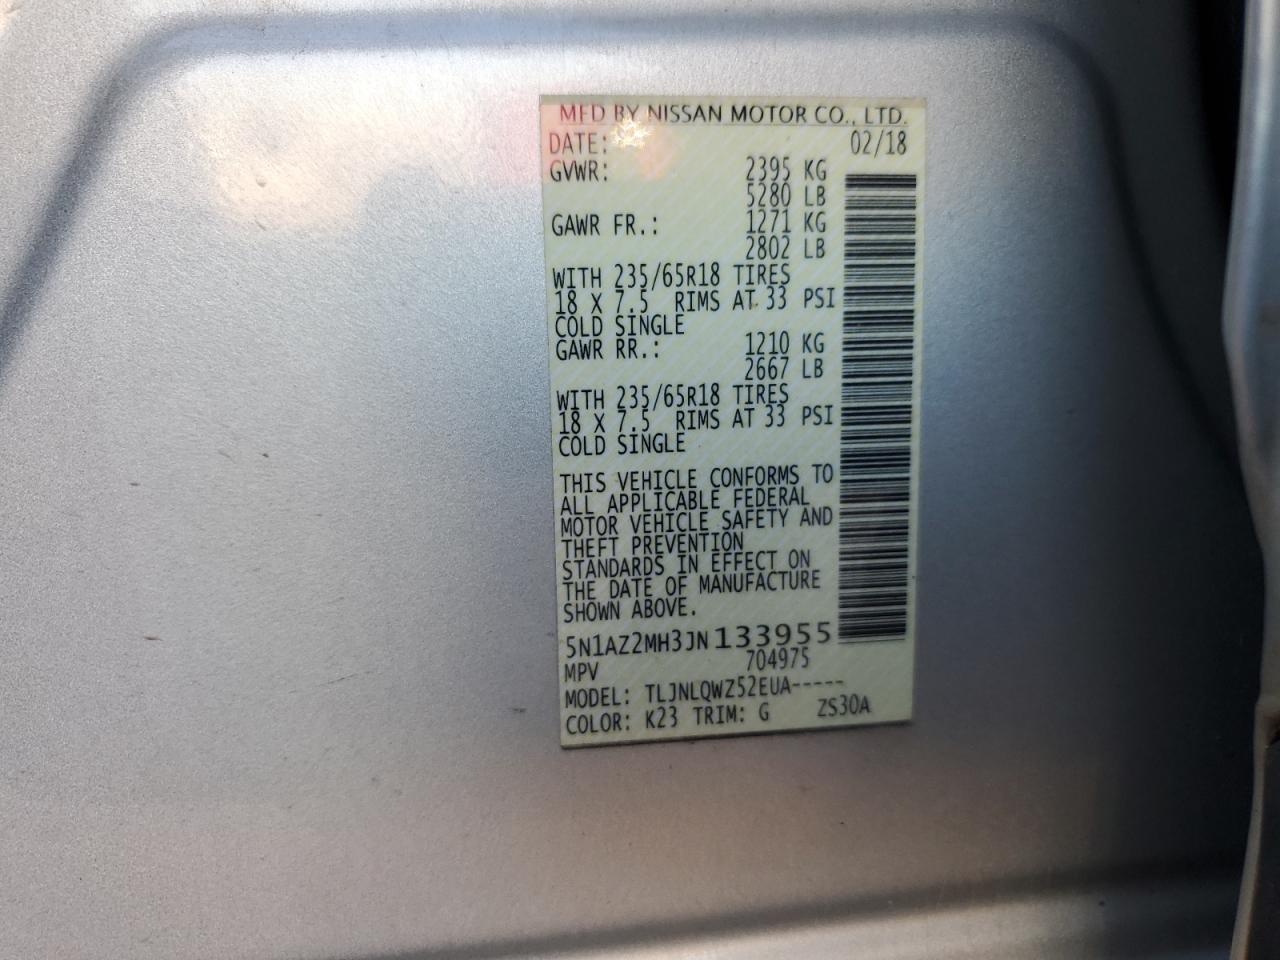 MFD BY NISSAN MOTOR CO., LTD.
DATE: 02/18
GVWR: 2395 KG
5280 LB
GAWR FR.: 1271 KG
2802 LB
WITH 235/65R18 TIRES
18 X 7.5 RIMS AT 33 PSI
COLD SINGLE
GAWR RR.: 1210 KG
2667 LB
WITH 235/65R18 TIRES
18 X 7.5 RIMS AT 33 PSI
COLD SINGLE
THIS VEHICLE CONFORMS TO
ALL APPLICABLE FEDERAL
MOTOR VEHICLE SAFETY AND
THEFT PREVENTION
STANDARDS IN EFFECT ON
THE DATE OF MANUFACTURE
SHOWN ABOVE.
5N1AZ2MH3JN133955
MPV 704975
MODEL: TLJNLQWZ52EUA-----
COLOR: K23 TRIM: G ZS30A